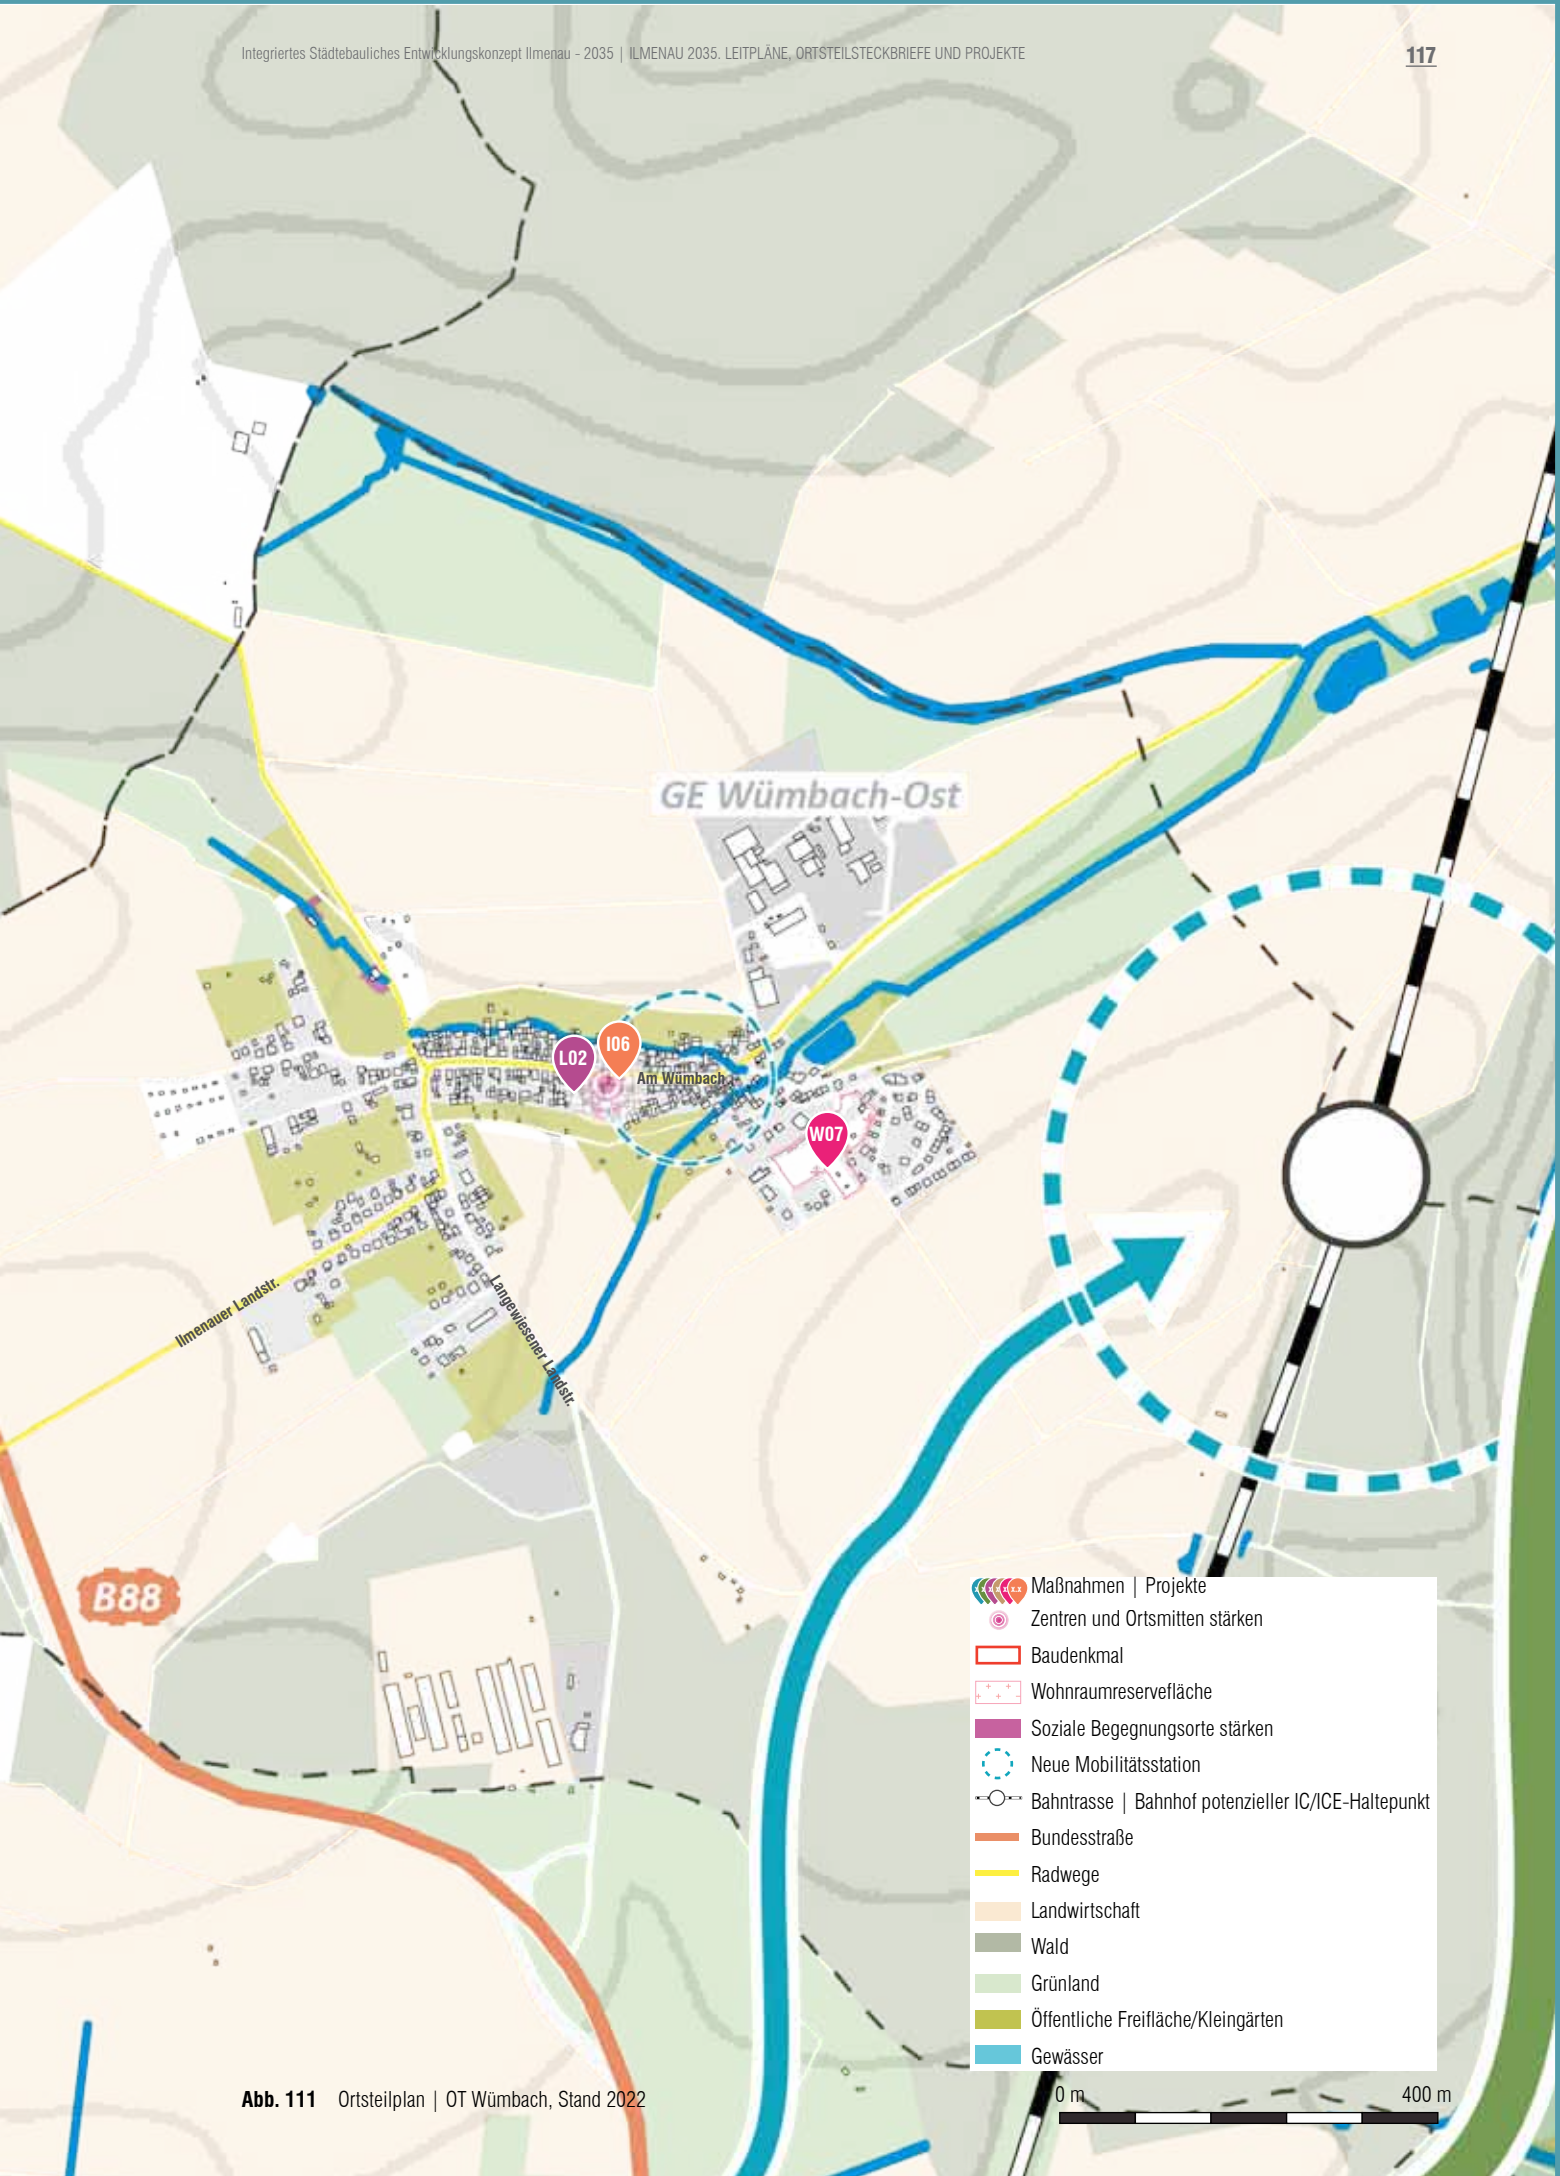 Integriertes Städtebauliches Entwicklungskonzept Ilmenau - 2035 | ILMENAU 2035. LEITPLÄNE, ORTSTEILSTECKBRIEFE UND PROJEKTE
117
GE Wümbach-Ost
L02
I06
Am Wümbach
W07
Ilmenauer Landstr.
Langewiesener Landstr.
B88
Maßnahmen | Projekte
Zentren und Ortsmitten stärken
Baudenkmal
Wohnraumreservefläche
Soziale Begegnungsorte stärken
Neue Mobilitätsstation
Bahntrasse | Bahnhof potenzieller IC/ICE-Haltepunkt
Bundesstraße
Radwege
Landwirtschaft
Wald
Grünland
Öffentliche Freifläche/Kleingärten
Gewässer
0 m 400 m
Abb. 111 Ortsteilplan | OT Wümbach, Stand 2022